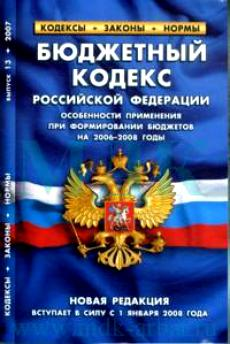 КОДЕКСЫ + ЗАКОНЫ + НОРМЫ
БЮДЖЕТНЫЙ
КОДЕКС
РОССИЙСКОЙ ФЕДЕРАЦИИ
ОСОБЕННОСТИ ПРИМЕНЕНИЯ
ПРИ ФОРМИРОВАНИИ БЮДЖЕТОВ
НА 2006-2008 ГОДЫ
НОВАЯ РЕДАКЦИЯ
ВСТУПАЕТ В СИЛУ С 1 ЯНВАРЯ 2008 ГОДА
КОДЕКСЫ + ЗАКОНЫ + НОРМЫ
выпуск 13 + 2007